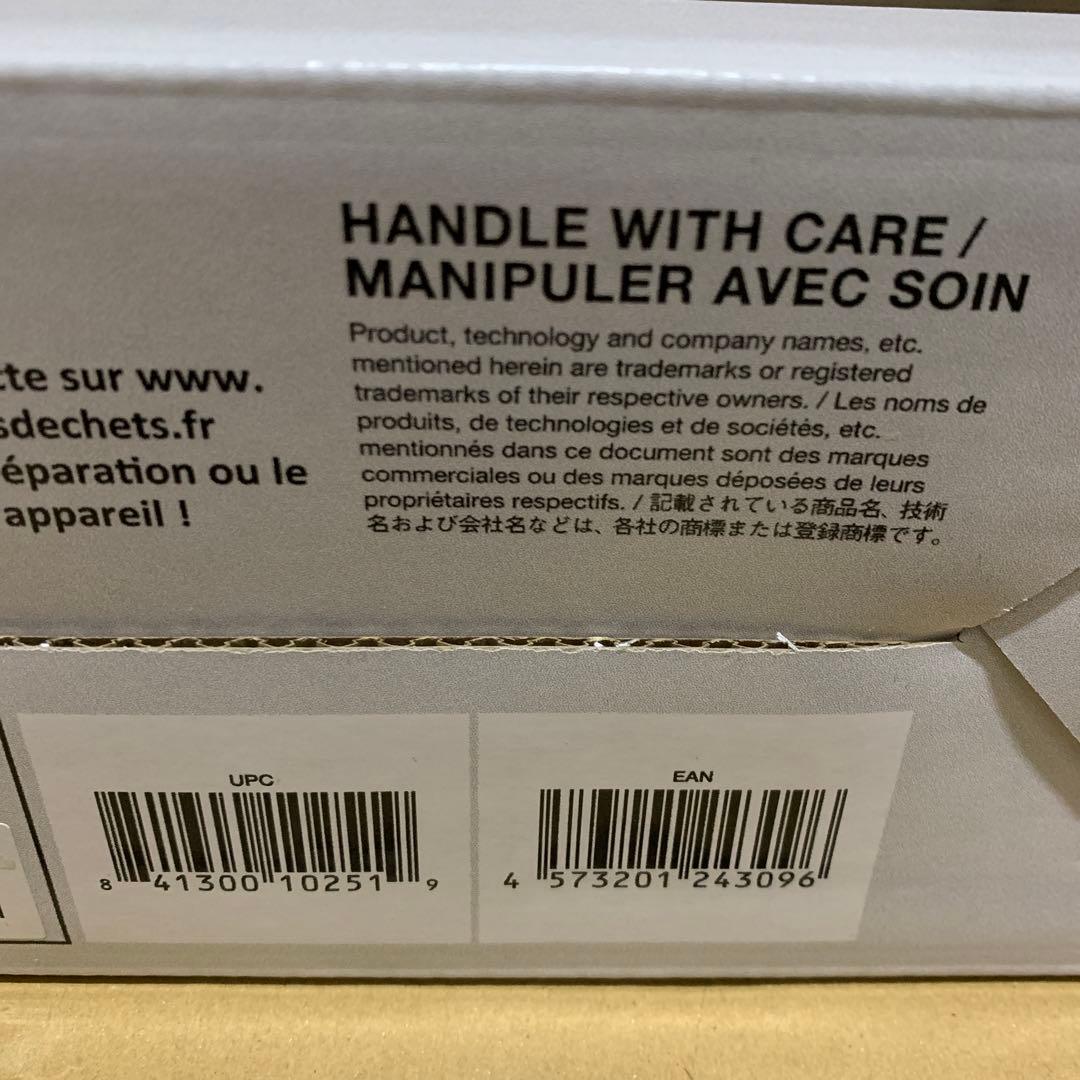 HANDLE WITH CARE /
MANIPULER AVEC SOIN
Product, technology and company names, etc.
mentioned herein are trademarks or registered
trademarks of their respective owners. / Les noms de
produits, de technologies et de sociétés, etc.
mentionnés dans ce document sont des marques
commerciales ou des marques déposées de leurs
propriétaires respectifs. / 記載されている商品名、技術
名および会社名などは、各社の商標または登録商標です。
sur www.
sdechets.fr
éparation ou le
appareil !
UPC
8 41300 10251 9
EAN
4 573201 243096